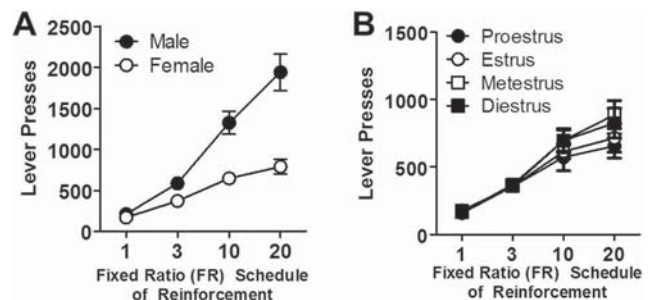 A
Male
Female
Lever Presses
2500
2000
1500
1000
500
0
1 3 10 20
Fixed Ratio (FR) Schedule
of Reinforcement
B
Proestrus
Estrus
Metestrus
Diestrus
Lever Presses
1500
1000
500
0
1 3 10 20
Fixed Ratio (FR) Schedule
of Reinforcement